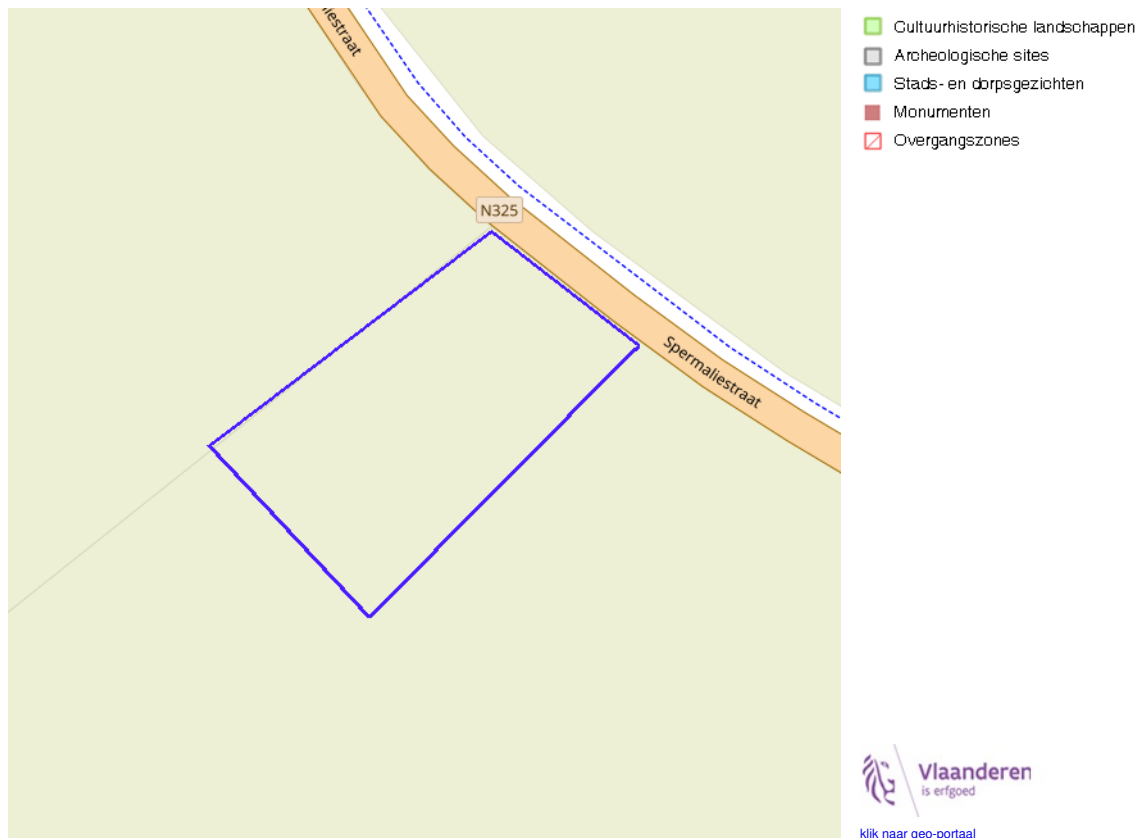 liestraat
N325
Spermaliestraat
Cultuurhistorische landschappen
Archeologische sites
Stads- en dorpsgezichten
Monumenten
Overgangszones
Vlaanderen
is erfgoed
klik naar geo-portaal